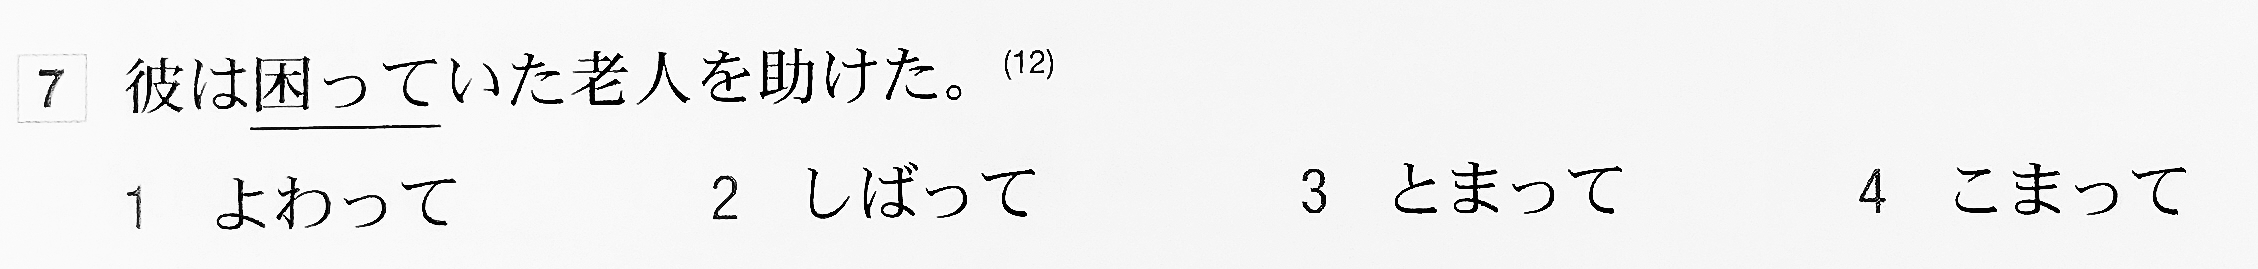 7 彼は困っていた老人を助けた。(12)
1 よわって 2 しばって 3 とまって 4 こまって